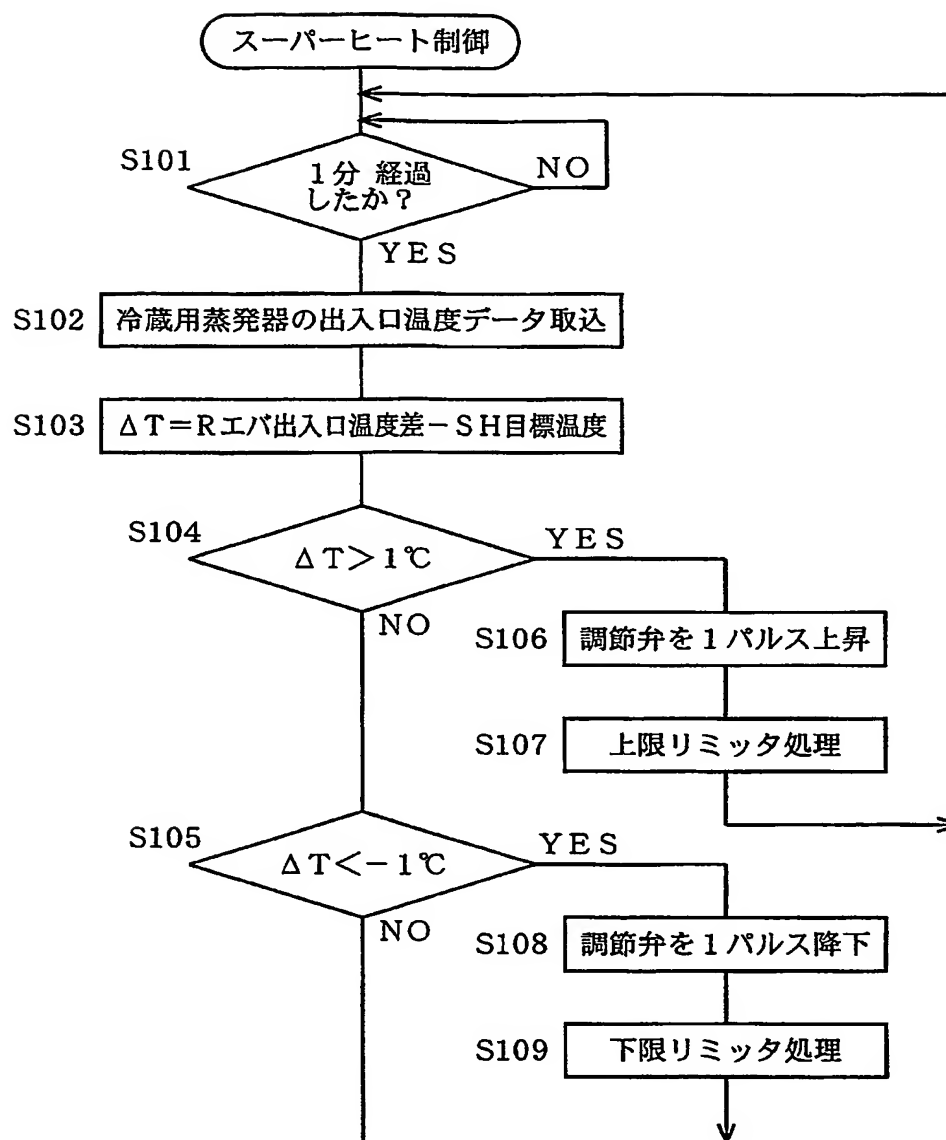 スーパーヒート制御
S101
1分 経過
したか？
NO
YES
S102
冷蔵用蒸発器の出入口温度データ取込
S103
ΔT＝Rエバ出入口温度差－SH目標温度
S104
ΔT＞1℃
YES
NO
S106
調節弁を1パルス上昇
S107
上限リミッタ処理
S105
ΔT＜－1℃
YES
NO
S108
調節弁を1パルス降下
S109
下限リミッタ処理